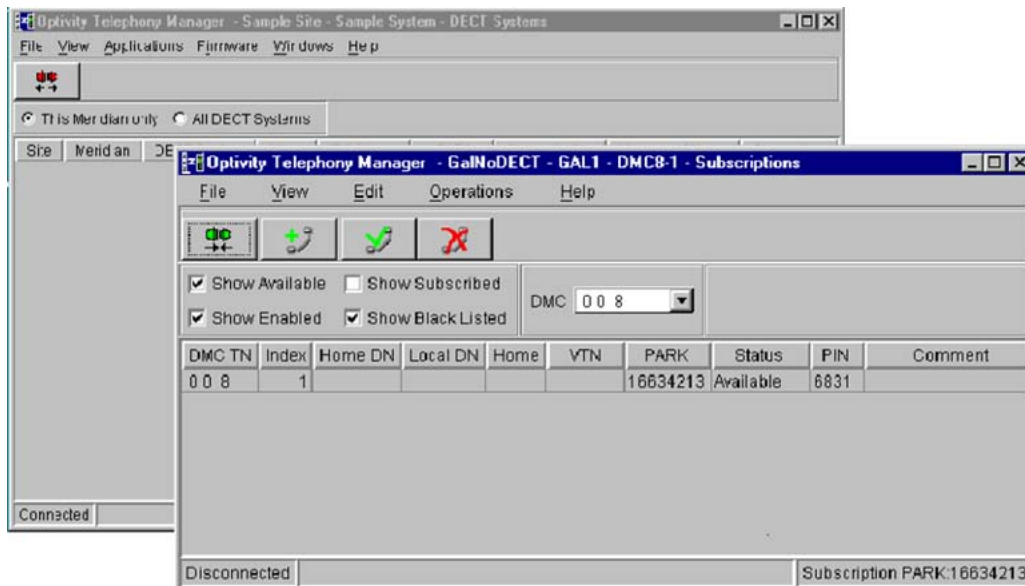 Optivity Telephony Manager - Sample Site - Sample System - DECT Systems
File View Applications Firmware Windows Help
This Meridian only All DECT Systems
Site Meridian DE
Optivity Telephony Manager - GalNoDECT - GAL1 - DMC8-1 - Subscriptions
File View Edit Operations Help
Show Available Show Subscribed
DMC 0 0 8
Show Enabled Show Black Listed
DMC TN Index Home DN Local DN Home VTN PARK Status PIN Comment
0 0 8 1 16634213 Available 6831
Connected
Disconnected Subscription PARK:16634213